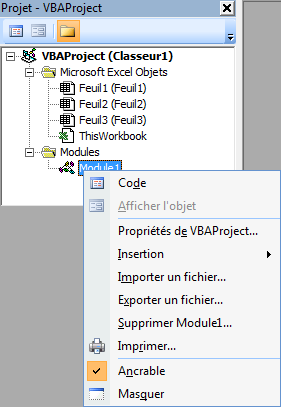 Projet - VBAProject
VBAProject (Classeur1)
Microsoft Excel Objets
Feuil1 (Feuil1)
Feuil2 (Feuil2)
Feuil3 (Feuil3)
ThisWorkbook
Modules
Module1
Code
Afficher l'objet
Propriétés de VBAProject...
Insertion
Importer un fichier...
Exporter un fichier...
Supprimer Module1...
Imprimer...
Ancrable
Masquer